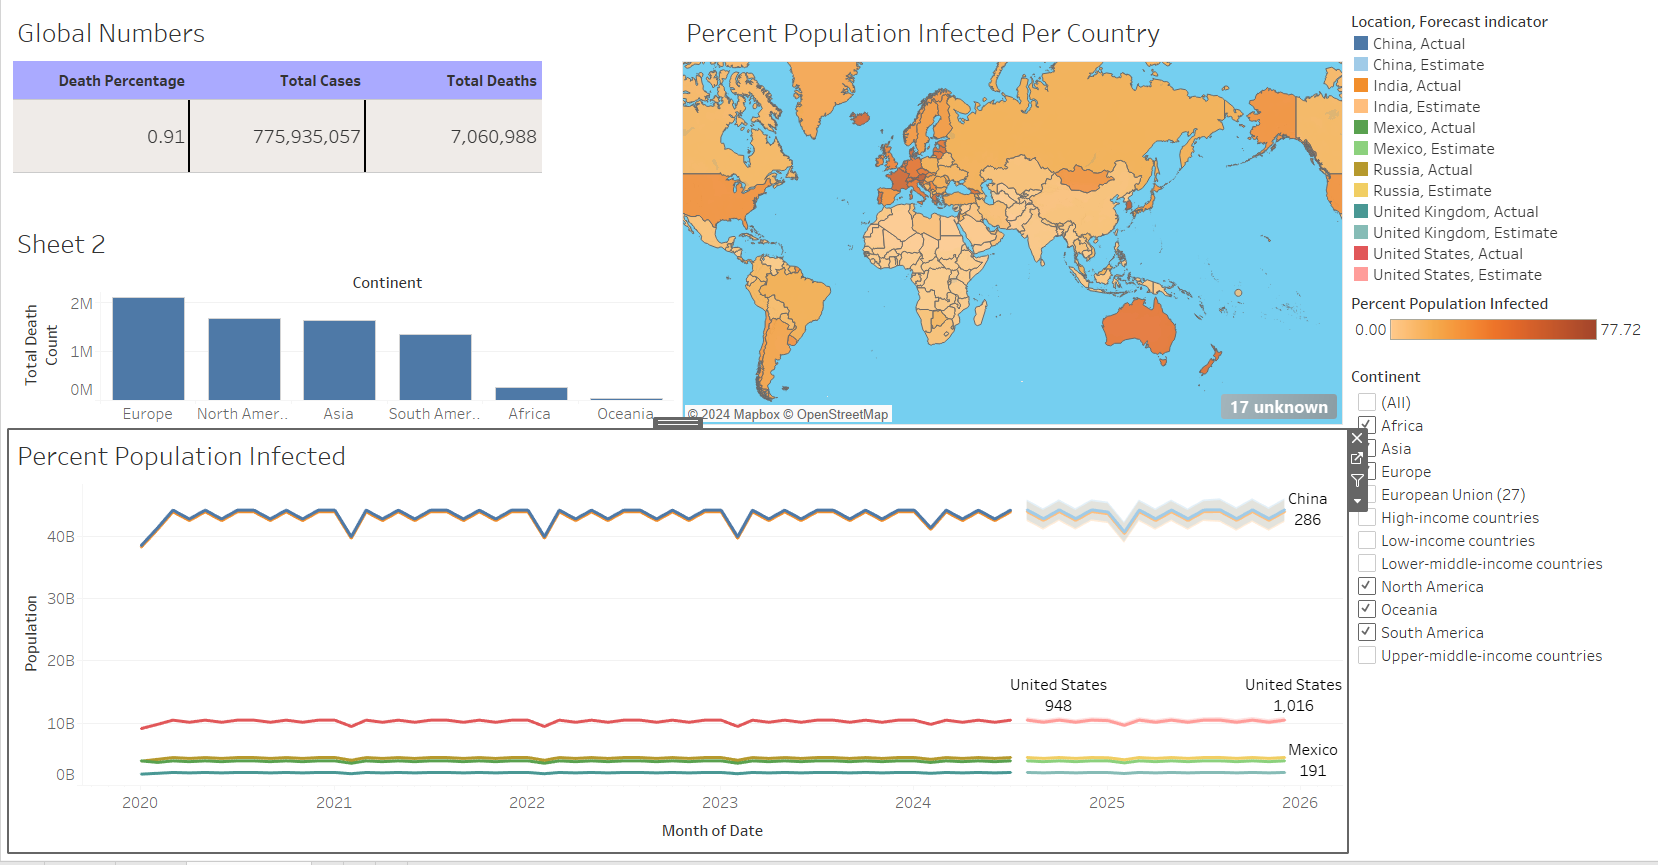 Global Numbers
Death Percentage Total Cases Total Deaths
0.91 775,935,057 7,060,988
Sheet 2
Continent
Total Death
Count
2M
1M
0M
Europe North Amer.. Asia South Amer.. Africa Oceania
Percent Population Infected Per Country
© 2024 Mapbox © OpenStreetMap
17 unknown
Location, Forecast indicator
China, Actual
China, Estimate
India, Actual
India, Estimate
Mexico, Actual
Mexico, Estimate
Russia, Actual
Russia, Estimate
United Kingdom, Actual
United Kingdom, Estimate
United States, Actual
United States, Estimate
Percent Population Infected
0.00 77.72
Continent
(All)
Africa
Asia
Europe
European Union (27)
High-income countries
Low-income countries
Lower-middle-income countries
North America
Oceania
South America
Upper-middle-income countries
Percent Population Infected
Population
40B
30B
20B
10B
0B
China
286
United States
948
United States
1,016
Mexico
191
2020 2021 2022 2023 2024 2025 2026
Month of Date